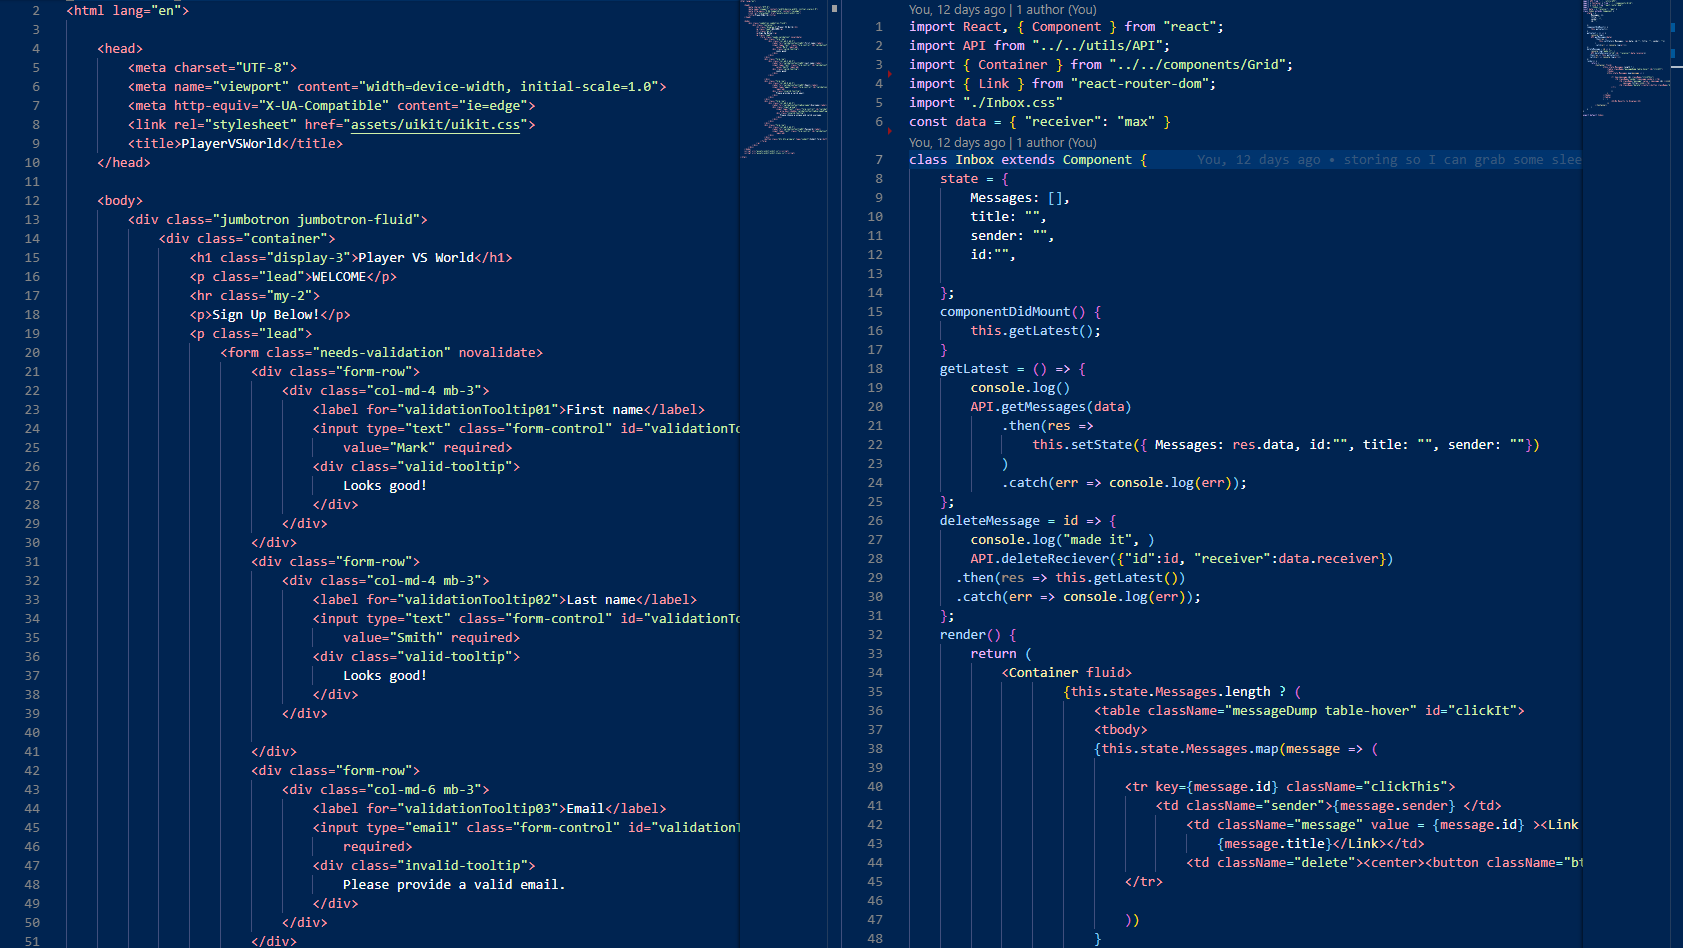 2 <html lang="en">
3
4 <head>
5 <meta charset="UTF-8">
6 <meta name="viewport" content="width=device-width, initial-scale=1.0">
7 <meta http-equiv="X-UA-Compatible" content="ie=edge">
8 <link rel="stylesheet" href="assets/uikit/uikit.css">
9 <title>PlayerVSWorld</title>
10 </head>
11
12 <body>
13 <div class="jumbotron jumbotron-fluid">
14 <div class="container">
15 <h1 class="display-3">Player VS World</h1>
16 <p class="lead">WELCOME</p>
17 <hr class="my-2">
18 <p>Sign Up Below!</p>
19 <p class="lead">
20 <form class="needs-validation" novalidate>
21 <div class="form-row">
22 <div class="col-md-4 mb-3">
23 <label for="validationTooltip01">First name</label>
24 <input type="text" class="form-control" id="validationTo
25 value="Mark" required>
26 <div class="valid-tooltip">
27 Looks good!
28 </div>
29 </div>
30 </div>
31 <div class="form-row">
32 <div class="col-md-4 mb-3">
33 <label for="validationTooltip02">Last name</label>
34 <input type="text" class="form-control" id="validationTo
35 value="Smith" required>
36 <div class="valid-tooltip">
37 Looks good!
38 </div>
39 </div>
40
41 </div>
42 <div class="form-row">
43 <div class="col-md-6 mb-3">
44 <label for="validationTooltip03">Email</label>
45 <input type="email" class="form-control" id="validationT
46 required>
47 <div class="invalid-tooltip">
48 Please provide a valid email.
49 </div>
50 </div>
51 </div>
You, 12 days ago | 1 author (You)
1 import React, { Component } from "react";
2 import API from "../../utils/API";
3 import { Container } from "../../components/Grid";
4 import { Link } from "react-router-dom";
5 import "./Inbox.css"
6 const data = { "receiver": "max" }
You, 12 days ago | 1 author (You)
7 class Inbox extends Component { You, 12 days ago • storing so I can grab some slee
8 state = {
9 Messages: [],
10 title: "",
11 sender: "",
12 id:"",
13
14 };
15 componentDidMount() {
16 this.getLatest();
17 }
18 getLatest = () => {
19 console.log()
20 API.getMessages(data)
21 .then(res =>
22 this.setState({ Messages: res.data, id:"", title: "", sender: ""})
23 )
24 .catch(err => console.log(err));
25 };
26 deleteMessage = id => {
27 console.log("made it", )
28 API.deleteReciever({"id":id, "receiver":data.receiver})
29 .then(res => this.getLatest())
30 .catch(err => console.log(err));
31 };
32 render() {
33 return (
34 <Container fluid>
35 {this.state.Messages.length ? (
36 <table className="messageDump table-hover" id="clickIt">
37 <tbody>
38 {this.state.Messages.map(message => (
39
40 <tr key={message.id} className="clickThis">
41 <td className="sender">{message.sender} </td>
42 <td className="message" value = {message.id} ><Link
43 {message.title}</Link></td>
44 <td className="delete"><center><button className="bt
45 </tr>
46
47 ))
48 }